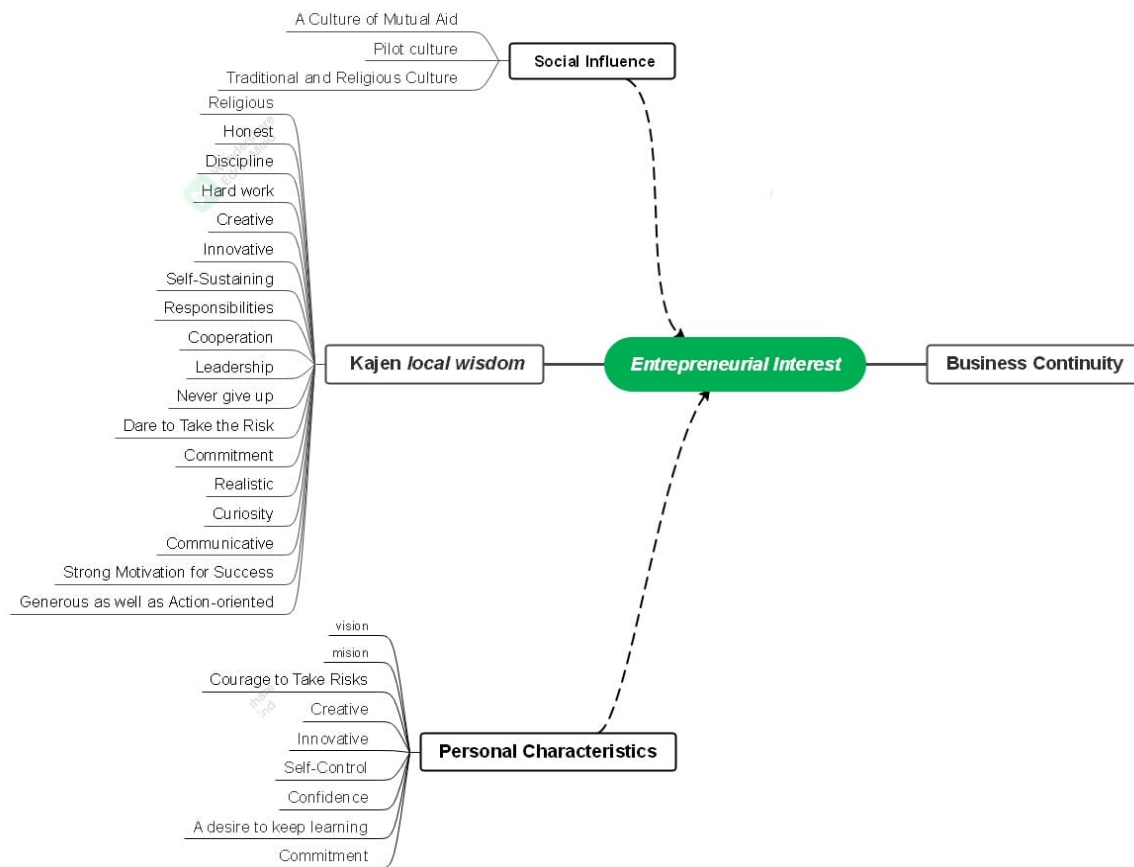 A Culture of Mutual Aid
Pilot culture
Traditional and Religious Culture
Social Influence
Religious
Honest
Discipline
Hard work
Creative
Innovative
Self-Sustaining
Responsibilities
Cooperation
Leadership
Never give up
Dare to Take the Risk
Commitment
Realistic
Curiosity
Communicative
Strong Motivation for Success
Generous as well as Action-oriented
Kajen local wisdom
Entrepreneurial Interest
Business Continuity
vision
mision
Courage to Take Risks
Creative
Innovative
Self-Control
Confidence
A desire to keep learning
Commitment
Personal Characteristics